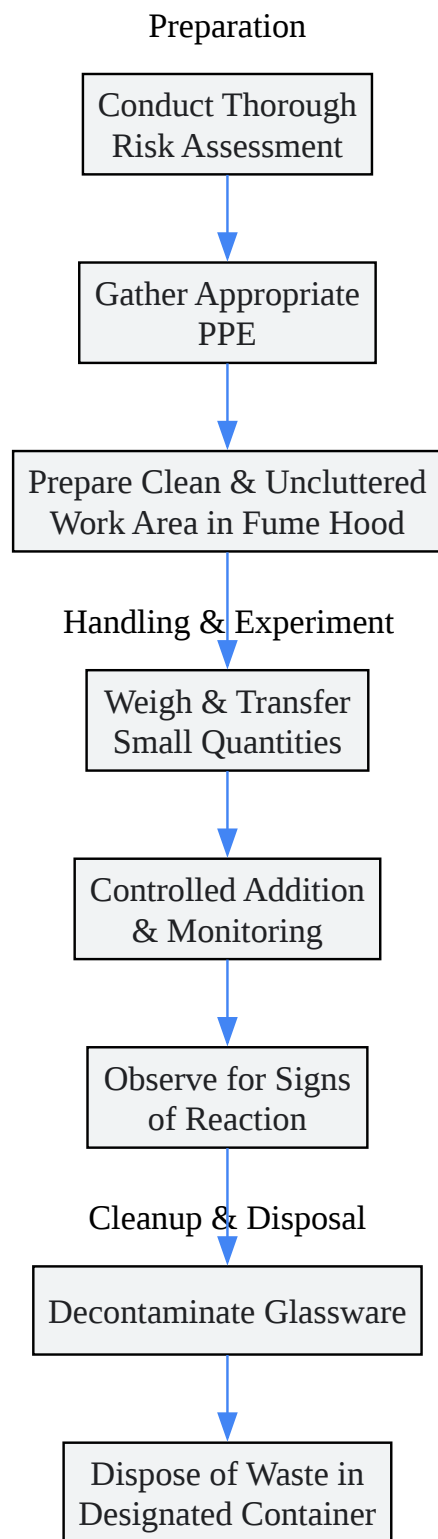 Preparation
Conduct Thorough
Risk Assessment
Gather Appropriate
PPE
Prepare Clean & Uncluttered
Work Area in Fume Hood
Handling & Experiment
Weigh & Transfer
Small Quantities
Controlled Addition
& Monitoring
Observe for Signs
of Reaction
Cleanup & Disposal
Decontaminate Glassware
Dispose of Waste in
Designated Container